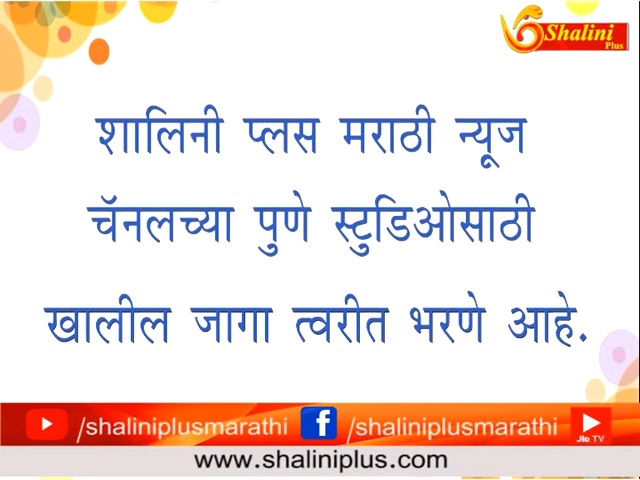 Shalini
Plus
शालिनी प्लस मराठी न्यूज
चॅनलच्या पुणे स्टुडिओसाठी
खालील जागा त्वरीत भरणे आहे.
/shaliniplusmarathi /shaliniplusmarathi
Jio TV
www.shaliniplus.com